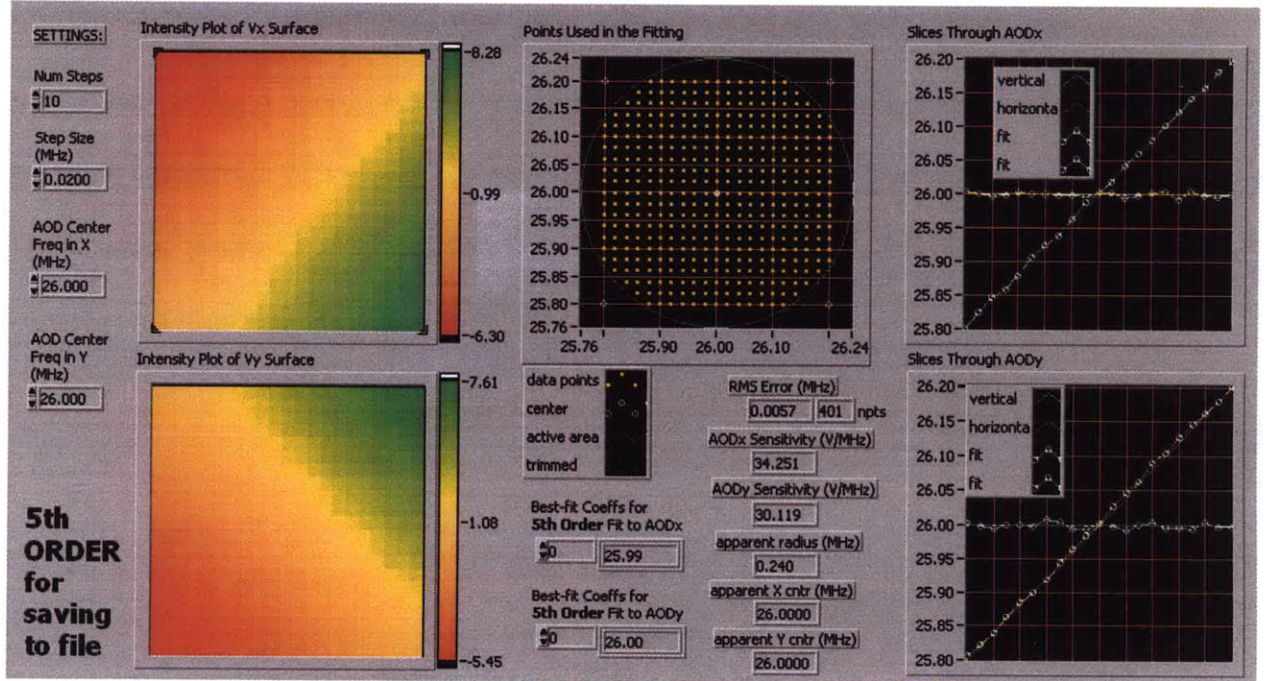 SETTINGS:
Num Steps
10
Step Size
(MHz)
0.0200
AOD Center
Freq in X
(MHz)
26.000
AOD Center
Freq in Y
(MHz)
26.000
5th
ORDER
for
saving
to file
Intensity Plot of Vx Surface
-8.28
-0.99
-6.30
Intensity Plot of Vy Surface
-7.61
-1.08
-5.45
Points Used in the Fitting
26.24
26.20
26.15
26.10
26.05
26.00
25.95
25.90
25.85
25.80
25.76
25.76 25.90 26.00 26.10 26.24
data points
center
active area
trimmed
Best-fit Coeffs for
5th Order Fit to AODx
0 25.99
Best-fit Coeffs for
5th Order Fit to AODy
0 26.00
RMS Error (MHz)
0.0057 401 npts
AODx Sensitivity (V/MHz)
34.251
AODy Sensitivity (V/MHz)
30.119
apparent radius (MHz)
0.240
apparent X cntr (MHz)
26.0000
apparent Y cntr (MHz)
26.0000
Slices Through AODx
26.20
26.15
26.10
26.05
26.00
25.95
25.90
25.85
25.80
vertical
horizonta
fit
fit
Slices Through AODy
26.20
26.15
26.10
26.05
26.00
25.95
25.90
25.85
25.80
vertical
horizonta
fit
fit